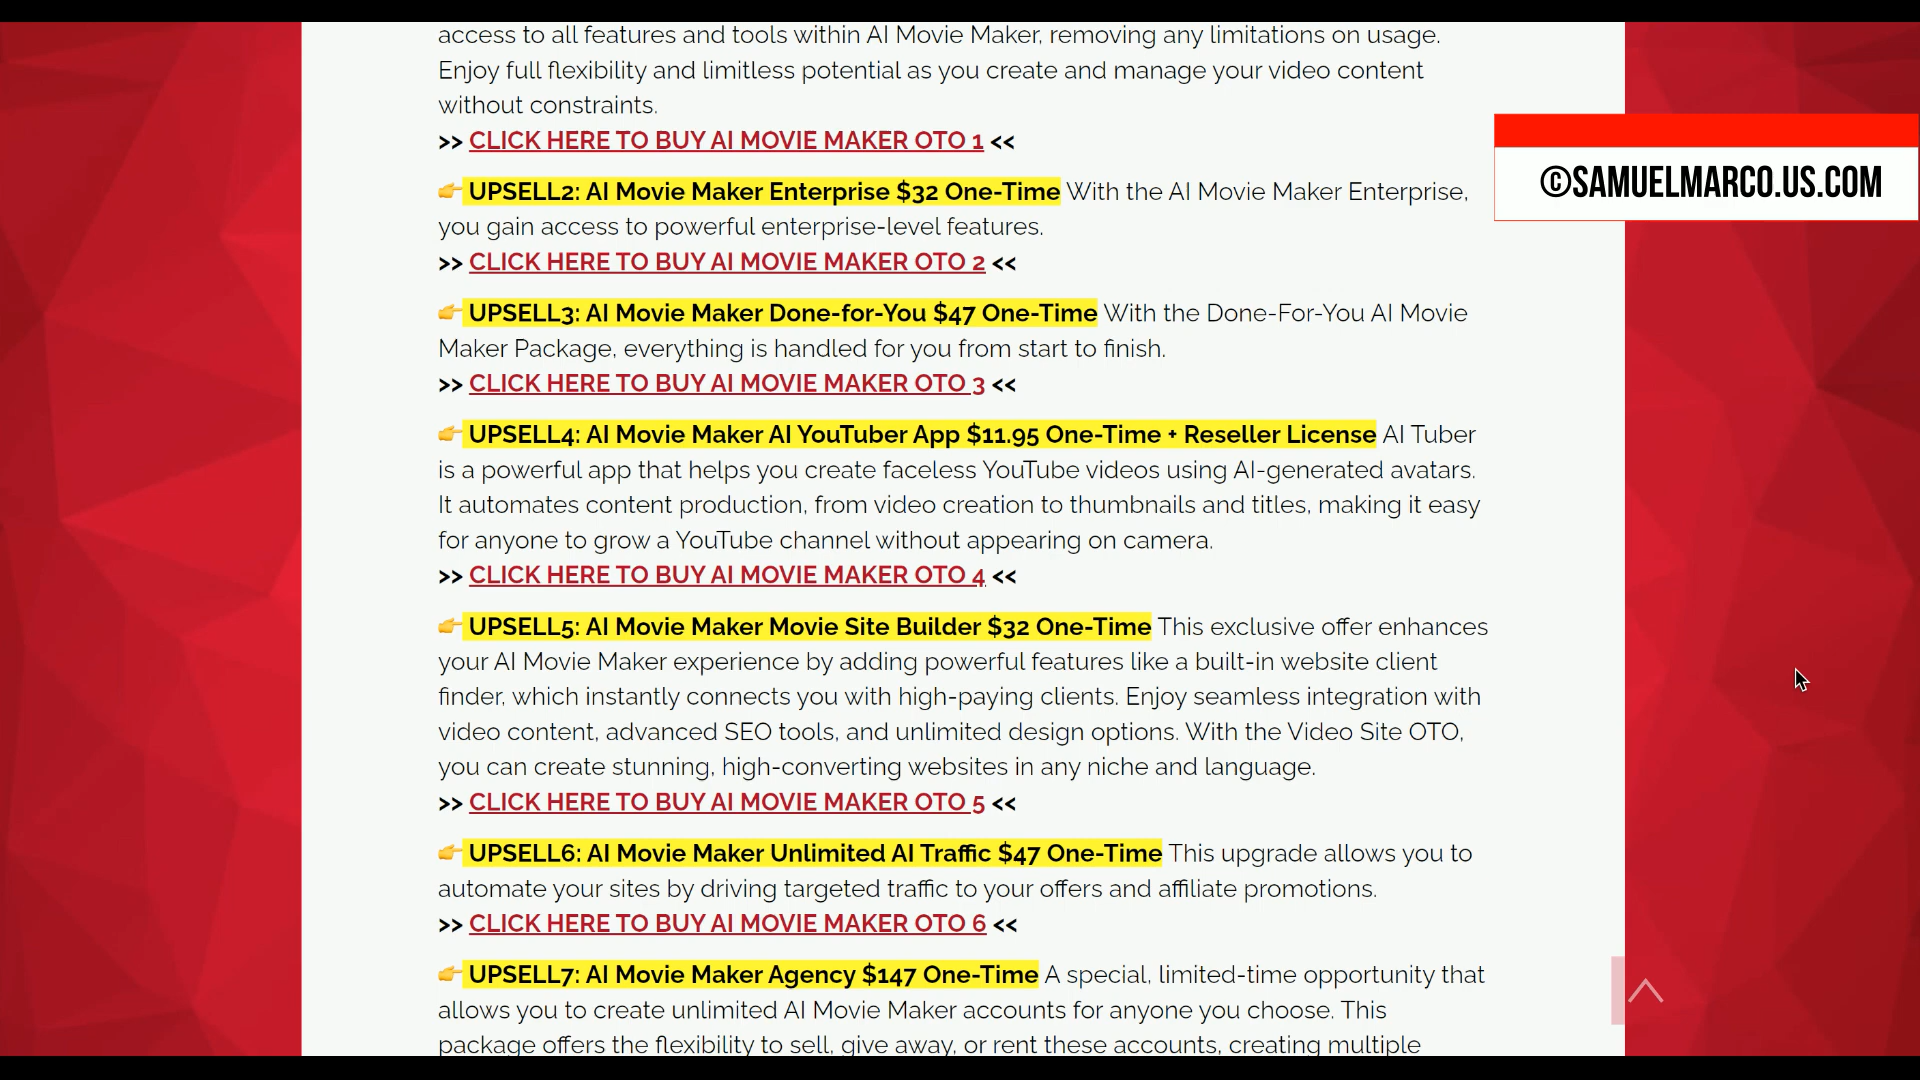 access to all features and tools within AI Movie Maker, removing any limitations on usage.
Enjoy full flexibility and limitless potential as you create and manage your video content
without constraints.
>> CLICK HERE TO BUY AI MOVIE MAKER OTO 1 <<
©SAMUELMARCO.US.COM
👉 UPSELL2: AI Movie Maker Enterprise $32 One-Time With the AI Movie Maker Enterprise,
you gain access to powerful enterprise-level features.
>> CLICK HERE TO BUY AI MOVIE MAKER OTO 2 <<
👉 UPSELL3: AI Movie Maker Done-for-You $47 One-Time With the Done-For-You AI Movie
Maker Package, everything is handled for you from start to finish.
>> CLICK HERE TO BUY AI MOVIE MAKER OTO 3 <<
👉 UPSELL4: AI Movie Maker AI YouTuber App $11.95 One-Time + Reseller License AI Tuber
is a powerful app that helps you create faceless YouTube videos using AI-generated avatars.
It automates content production, from video creation to thumbnails and titles, making it easy
for anyone to grow a YouTube channel without appearing on camera.
>> CLICK HERE TO BUY AI MOVIE MAKER OTO 4 <<
👉 UPSELL5: AI Movie Maker Movie Site Builder $32 One-Time This exclusive offer enhances
your AI Movie Maker experience by adding powerful features like a built-in website client
finder, which instantly connects you with high-paying clients. Enjoy seamless integration with
video content, advanced SEO tools, and unlimited design options. With the Video Site OTO,
you can create stunning, high-converting websites in any niche and language.
>> CLICK HERE TO BUY AI MOVIE MAKER OTO 5 <<
👉 UPSELL6: AI Movie Maker Unlimited AI Traffic $47 One-Time This upgrade allows you to
automate your sites by driving targeted traffic to your offers and affiliate promotions.
>> CLICK HERE TO BUY AI MOVIE MAKER OTO 6 <<
👉 UPSELL7: AI Movie Maker Agency $147 One-Time A special, limited-time opportunity that
allows you to create unlimited AI Movie Maker accounts for anyone you choose. This
package offers the flexibility to sell, give away, or rent these accounts, creating multiple